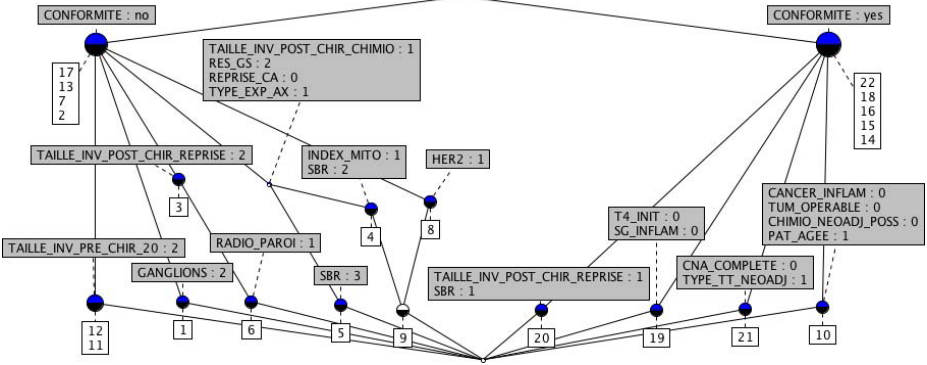 CONFORMITE : no
CONFORMITE : yes
TAILLE_INV_POST_CHIR_CHIMIO : 1
RES_GS : 2
REPRISE_CA : 0
TYPE_EXP_AX : 1
17
13
7
2
22
18
16
15
14
TAILLE_INV_POST_CHIR_REPRISE : 2
INDEX_MITO : 1
SBR : 2
HER2 : 1
3
4
8
CANCER_INFLAM : 0
TUM_OPERABLE : 0
CHIMIO_NEOADJ_POSS : 0
PAT_AGEE : 1
T4_INIT : 0
SG_INFLAM : 0
TAILLE_INV_PRE_CHIR_20 : 2
RADIO_PAROI : 1
GANGLIONS : 2
SBR : 3
TAILLE_INV_POST_CHIR_REPRISE : 1
SBR : 1
CNA_COMPLETE : 0
TYPE_TT_NEOADJ : 1
12
11
1
6
5
9
20
19
21
10